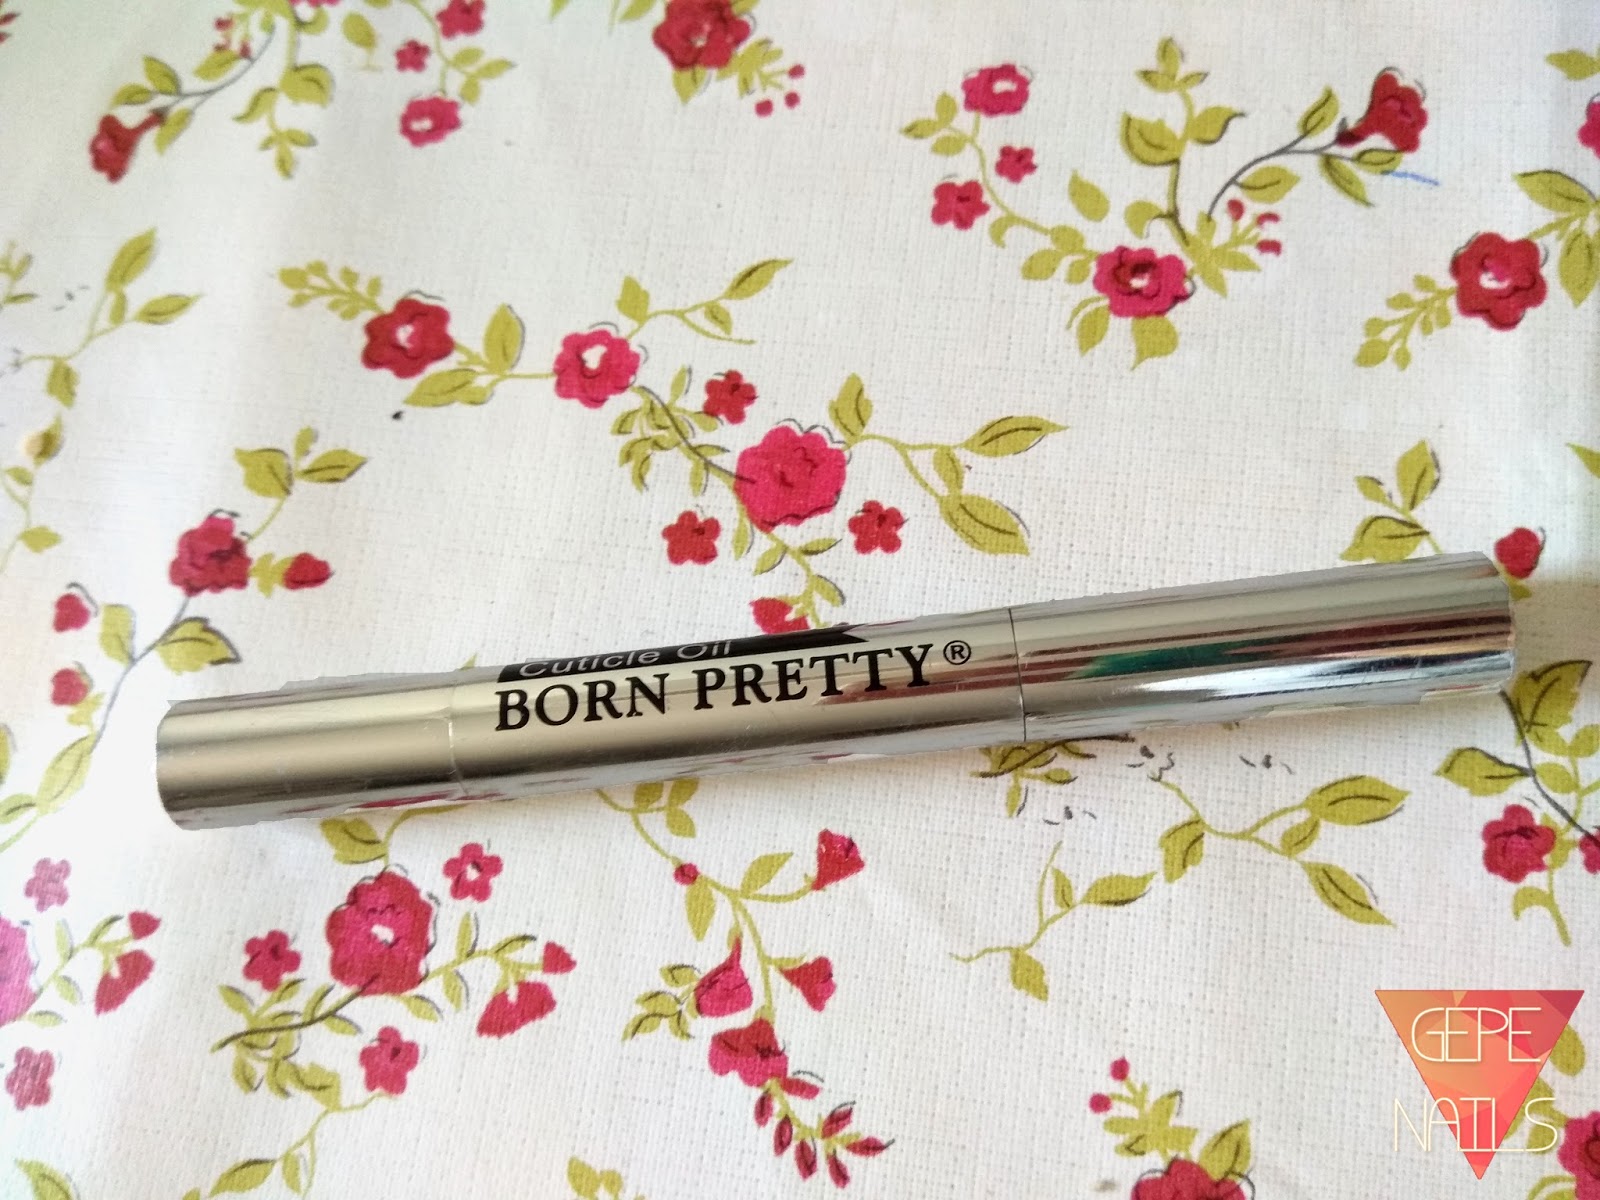 Cuticle Oil
BORN PRETTY®
GEPE
NAILS